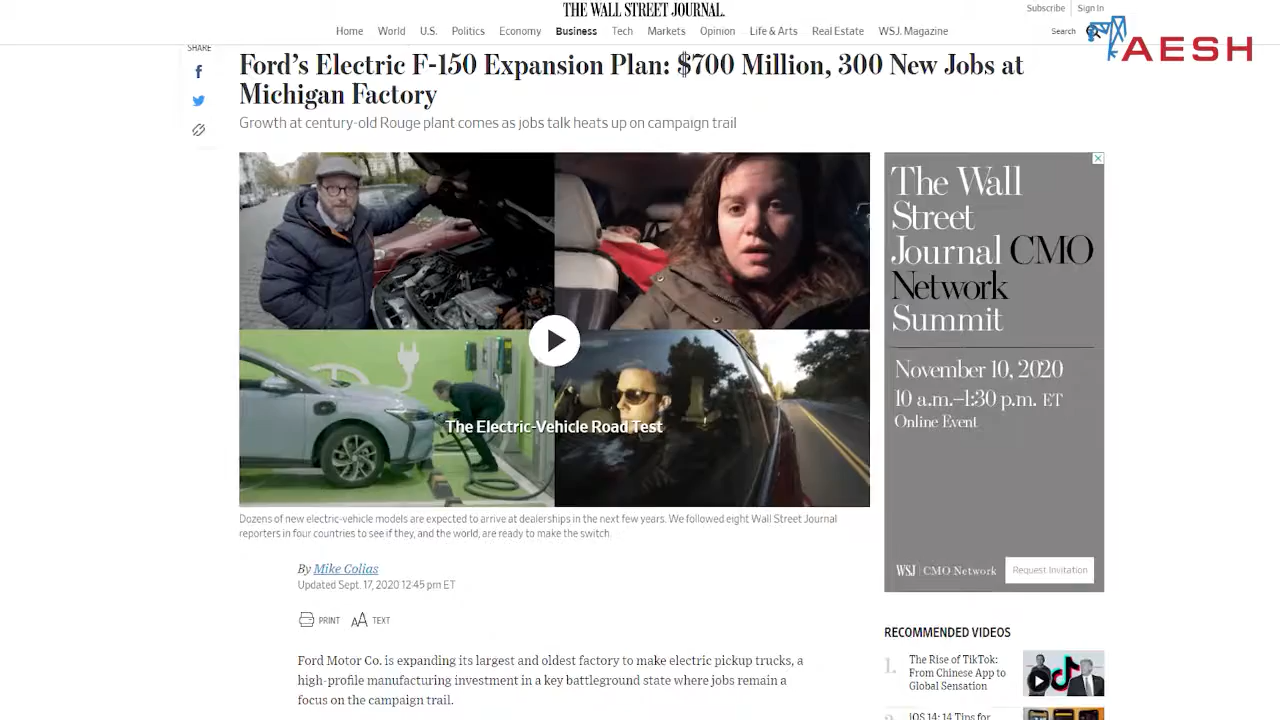 THE WALL STREET JOURNAL.
Subscribe
Sign In
Home World U.S. Politics Economy Business Tech Markets Opinion Life & Arts Real Estate WSJ. Magazine
Search
AESH
SHARE
Ford's Electric F-150 Expansion Plan: $700 Million, 300 New Jobs at
Michigan Factory
Growth at century-old Rouge plant comes as jobs talk heats up on campaign trail
The Electric-Vehicle Road Test
Dozens of new electric-vehicle models are expected to arrive at dealerships in the next few years. We followed eight Wall Street Journal
reporters in four countries to see if they, and the world, are ready to make the switch.
By Mike Colias
Updated Sept. 17, 2020 12:45 pm ET
PRINT
AA TEXT
Ford Motor Co. is expanding its largest and oldest factory to make electric pickup trucks, a
high-profile manufacturing investment in a key battleground state where jobs remain a
focus on the campaign trail.
The Wall
Street
Journal CMO
Network
Summit
November 10, 2020
10 a.m.–1:30 p.m. ET
Online Event
WSJ CMO Network
Request Invitation
RECOMMENDED VIDEOS
1.
The Rise of TikTok:
From Chinese App to
Global Sensation
2.
iOS 14: 14 Tips for